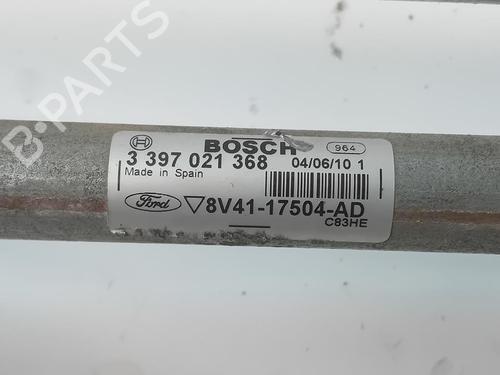 BOSCH 964
3 397 021 368 04/06/10 1
Made in Spain
Ford ▽8V41-17504-AD
C83HE
B-PARTS